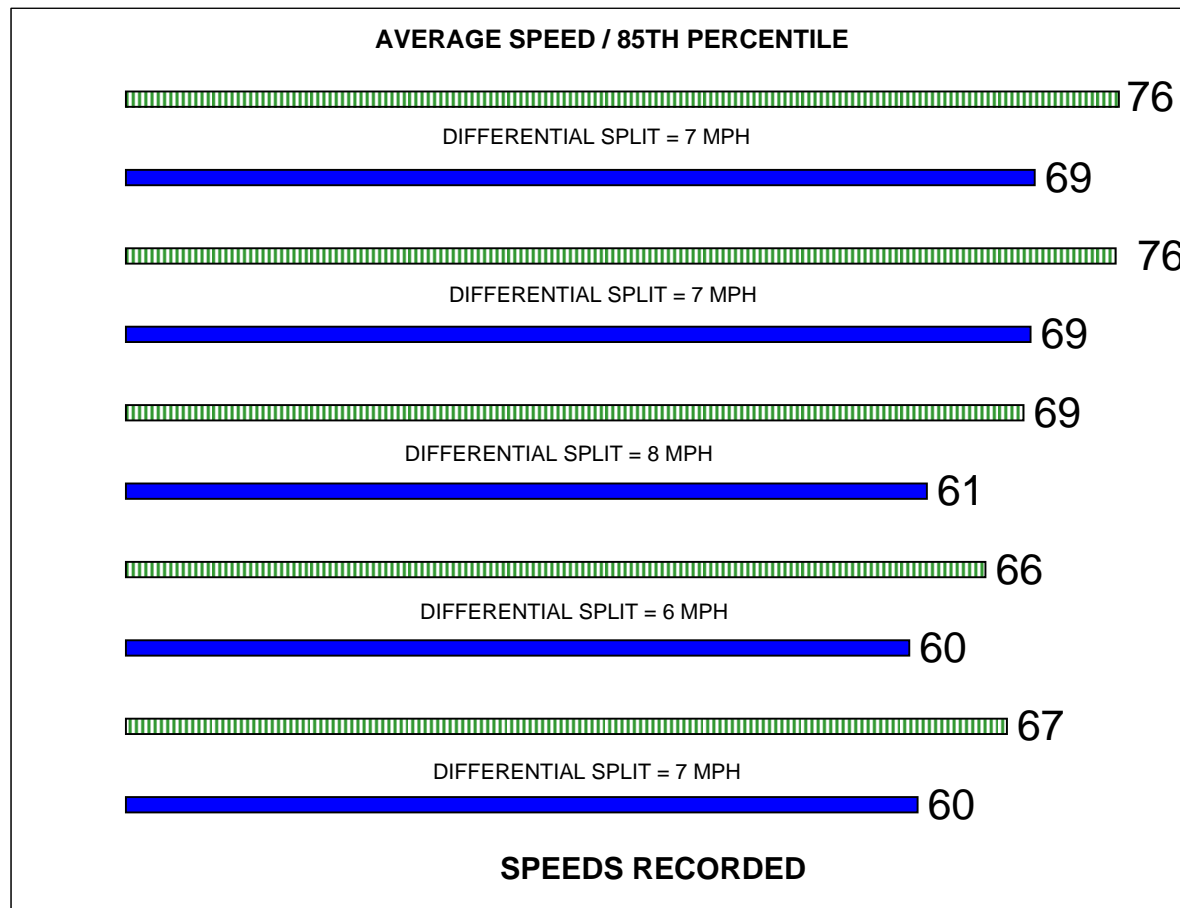 AVERAGE SPEED / 85TH PERCENTILE
76
DIFFERENTIAL SPLIT = 7 MPH
69
76
DIFFERENTIAL SPLIT = 7 MPH
69
69
DIFFERENTIAL SPLIT = 8 MPH
61
66
DIFFERENTIAL SPLIT = 6 MPH
60
67
DIFFERENTIAL SPLIT = 7 MPH
60
SPEEDS RECORDED